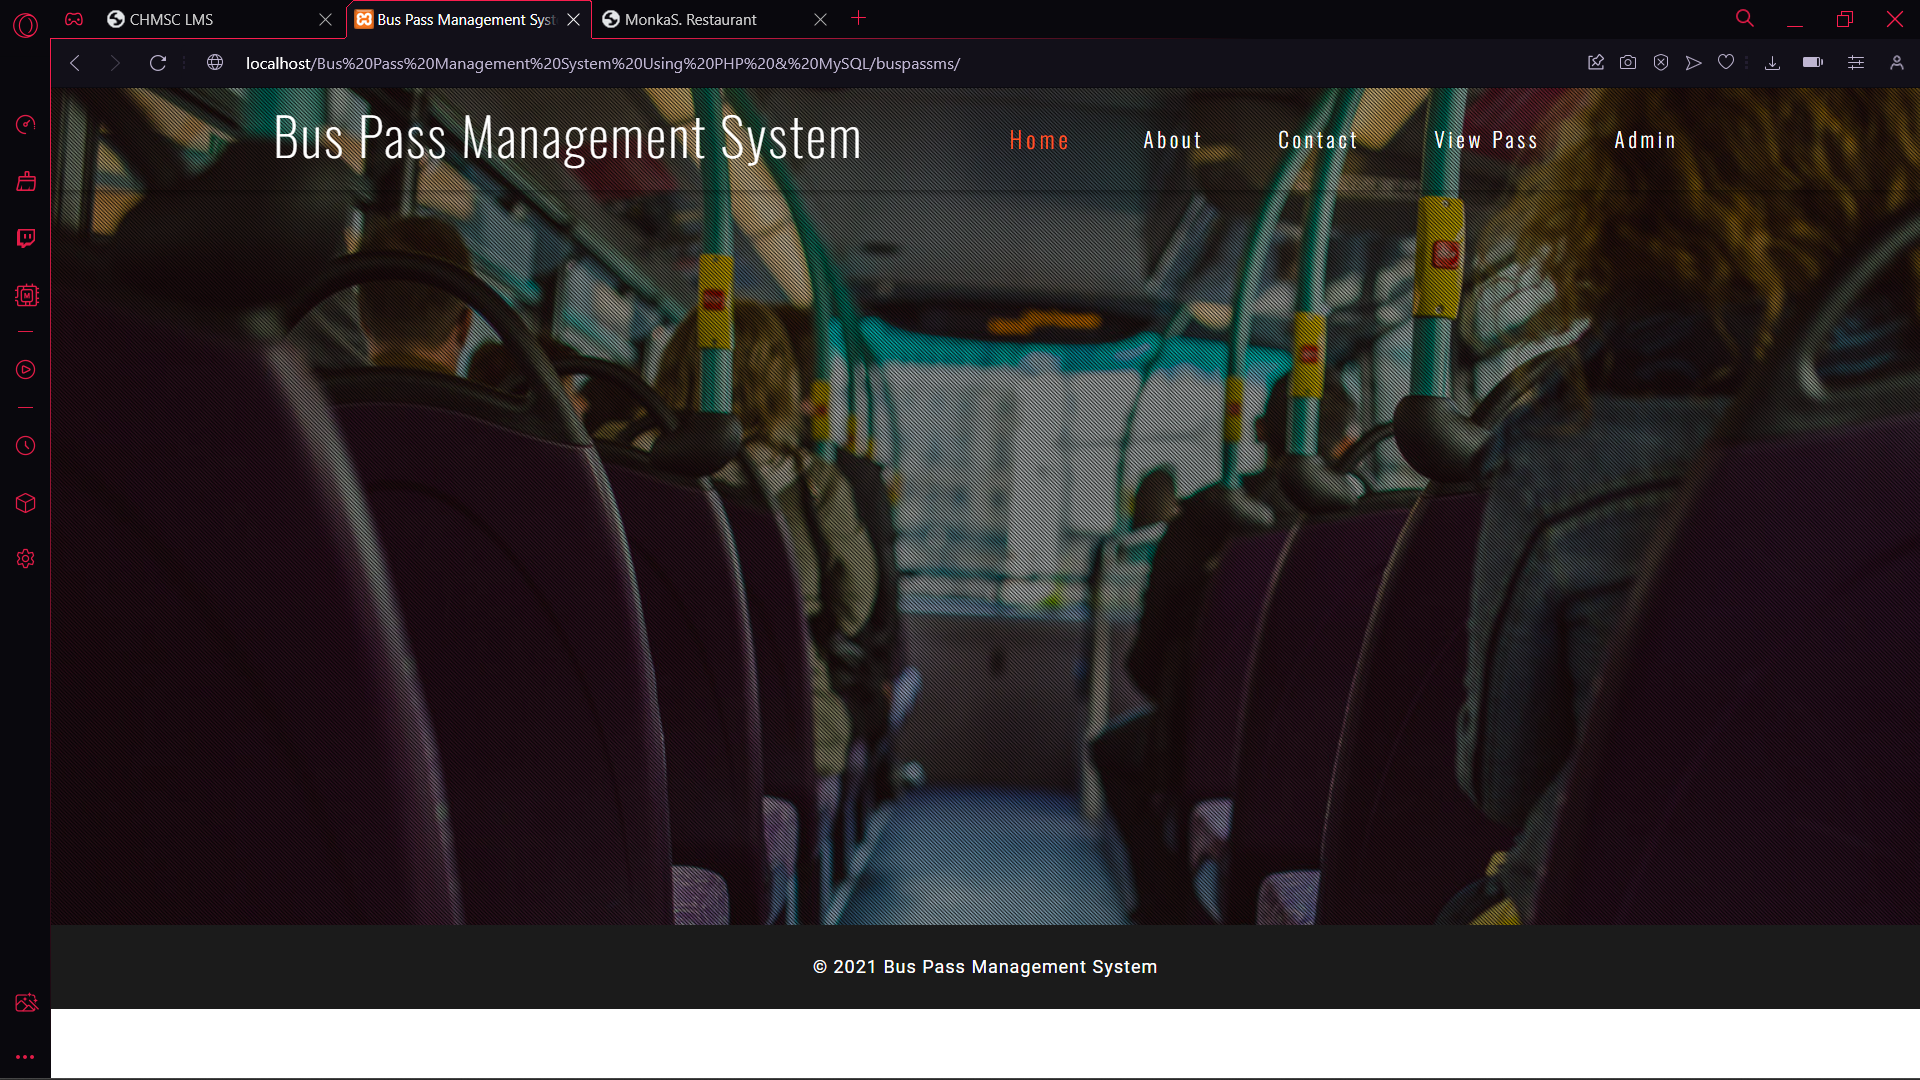 CHMSC LMS
Bus Pass Management Syst
MonkaS. Restaurant
localhost/Bus%20Pass%20Management%20System%20Using%20PHP%20&%20MySQL/buspassms/
Bus Pass Management System
Home
About
Contact
View Pass
Admin
© 2021 Bus Pass Management System